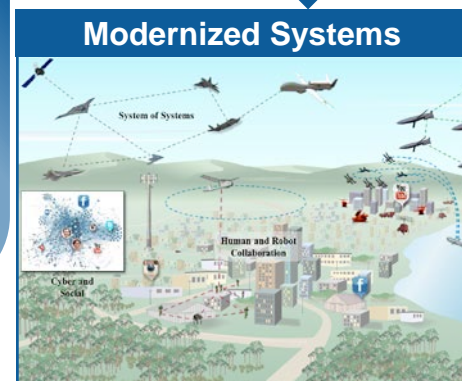 Modernized Systems
System of Systems
Human and Robot
Collaboration
Cyber and
Social